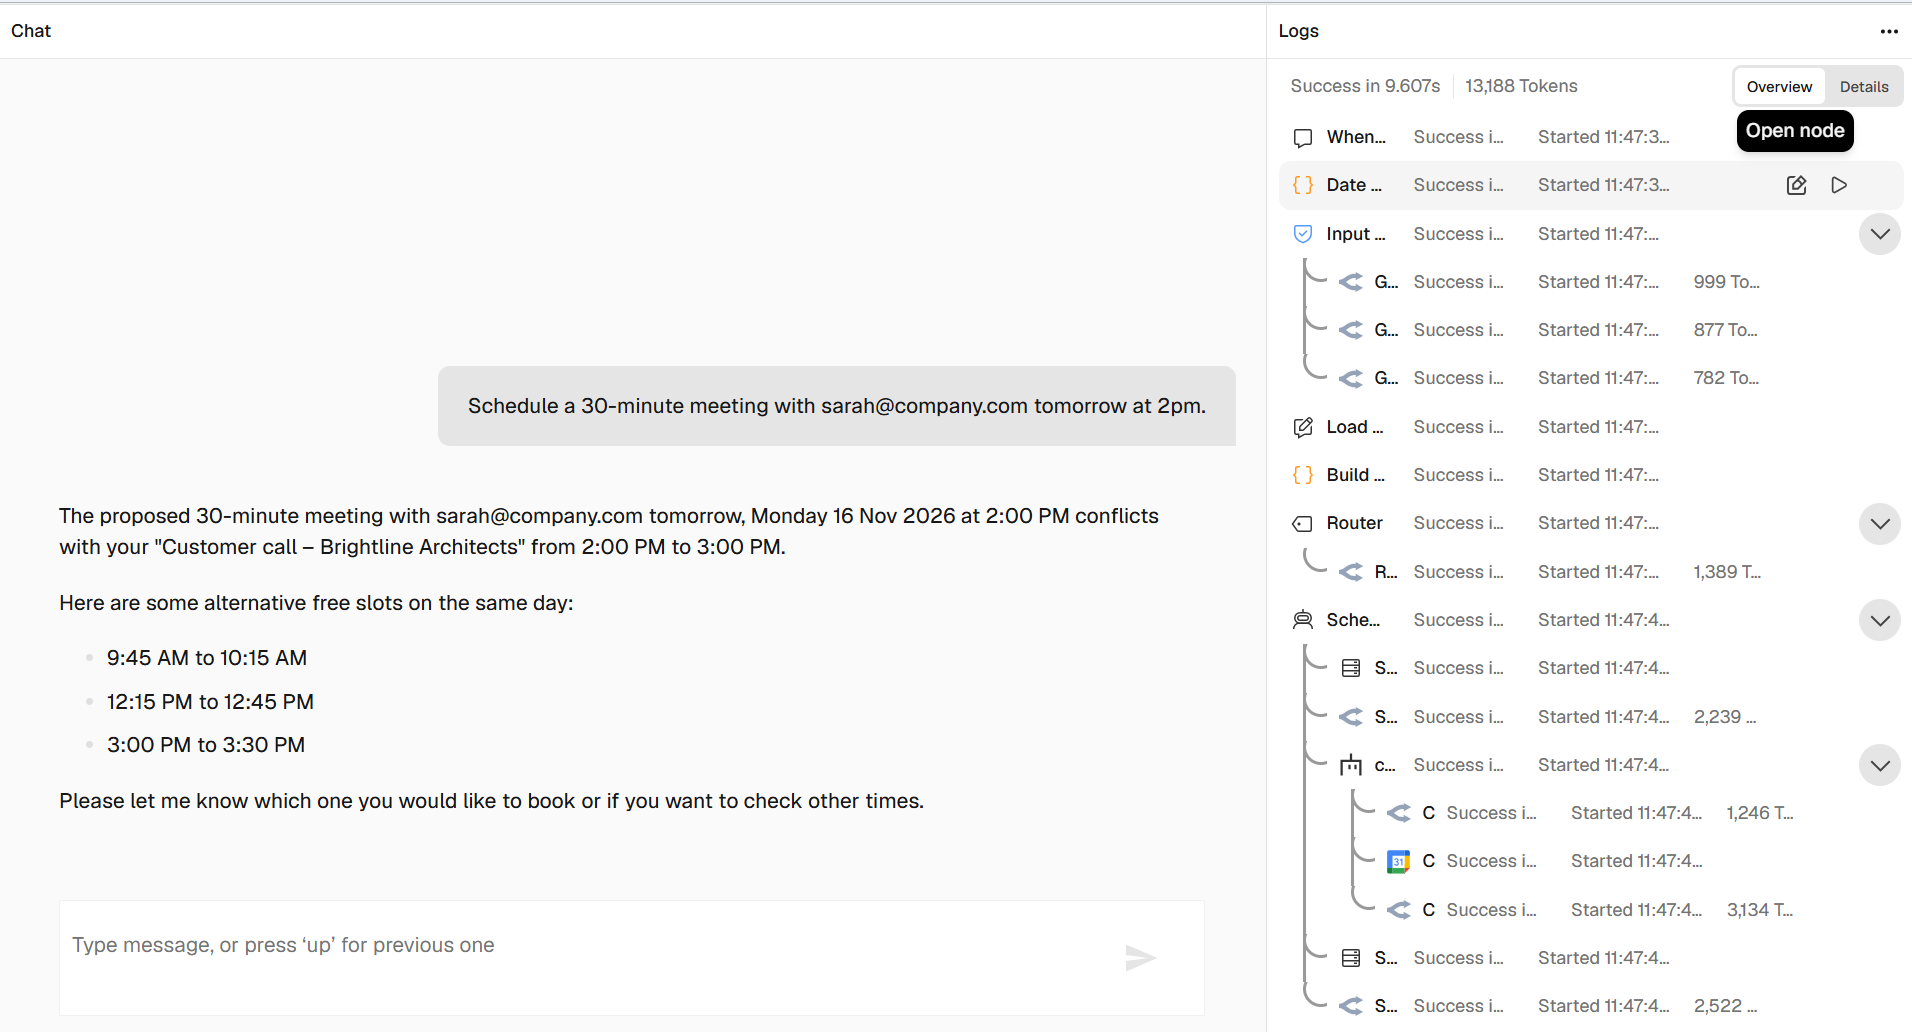 Chat
Schedule a 30-minute meeting with sarah@company.com tomorrow at 2pm.
The proposed 30-minute meeting with sarah@company.com tomorrow, Monday 16 Nov 2026 at 2:00 PM conflicts
with your "Customer call – Brightline Architects" from 2:00 PM to 3:00 PM.
Here are some alternative free slots on the same day:
9:45 AM to 10:15 AM
12:15 PM to 12:45 PM
3:00 PM to 3:30 PM
Please let me know which one you would like to book or if you want to check other times.
Type message, or press ‘up’ for previous one
Logs
Success in 9.607s 13,188 Tokens Overview Details
Open node
When... Success i... Started 11:47:3...
Date ... Success i... Started 11:47:3...
Input ... Success i... Started 11:47:...
G... Success i... Started 11:47:... 999 To...
G... Success i... Started 11:47:... 877 To...
G... Success i... Started 11:47:... 782 To...
Load ... Success i... Started 11:47:...
Build ... Success i... Started 11:47:...
Router Success i... Started 11:47:...
R... Success i... Started 11:47:... 1,389 T...
Sche... Success i... Started 11:47:4...
S... Success i... Started 11:47:4...
S... Success i... Started 11:47:4... 2,239 ...
c... Success i... Started 11:47:4...
C Success i... Started 11:47:4... 1,246 T...
31 C Success i... Started 11:47:4...
C Success i... Started 11:47:4... 3,134 T...
S... Success i... Started 11:47:4...
S... Success i... Started 11:47:4... 2,522 ...